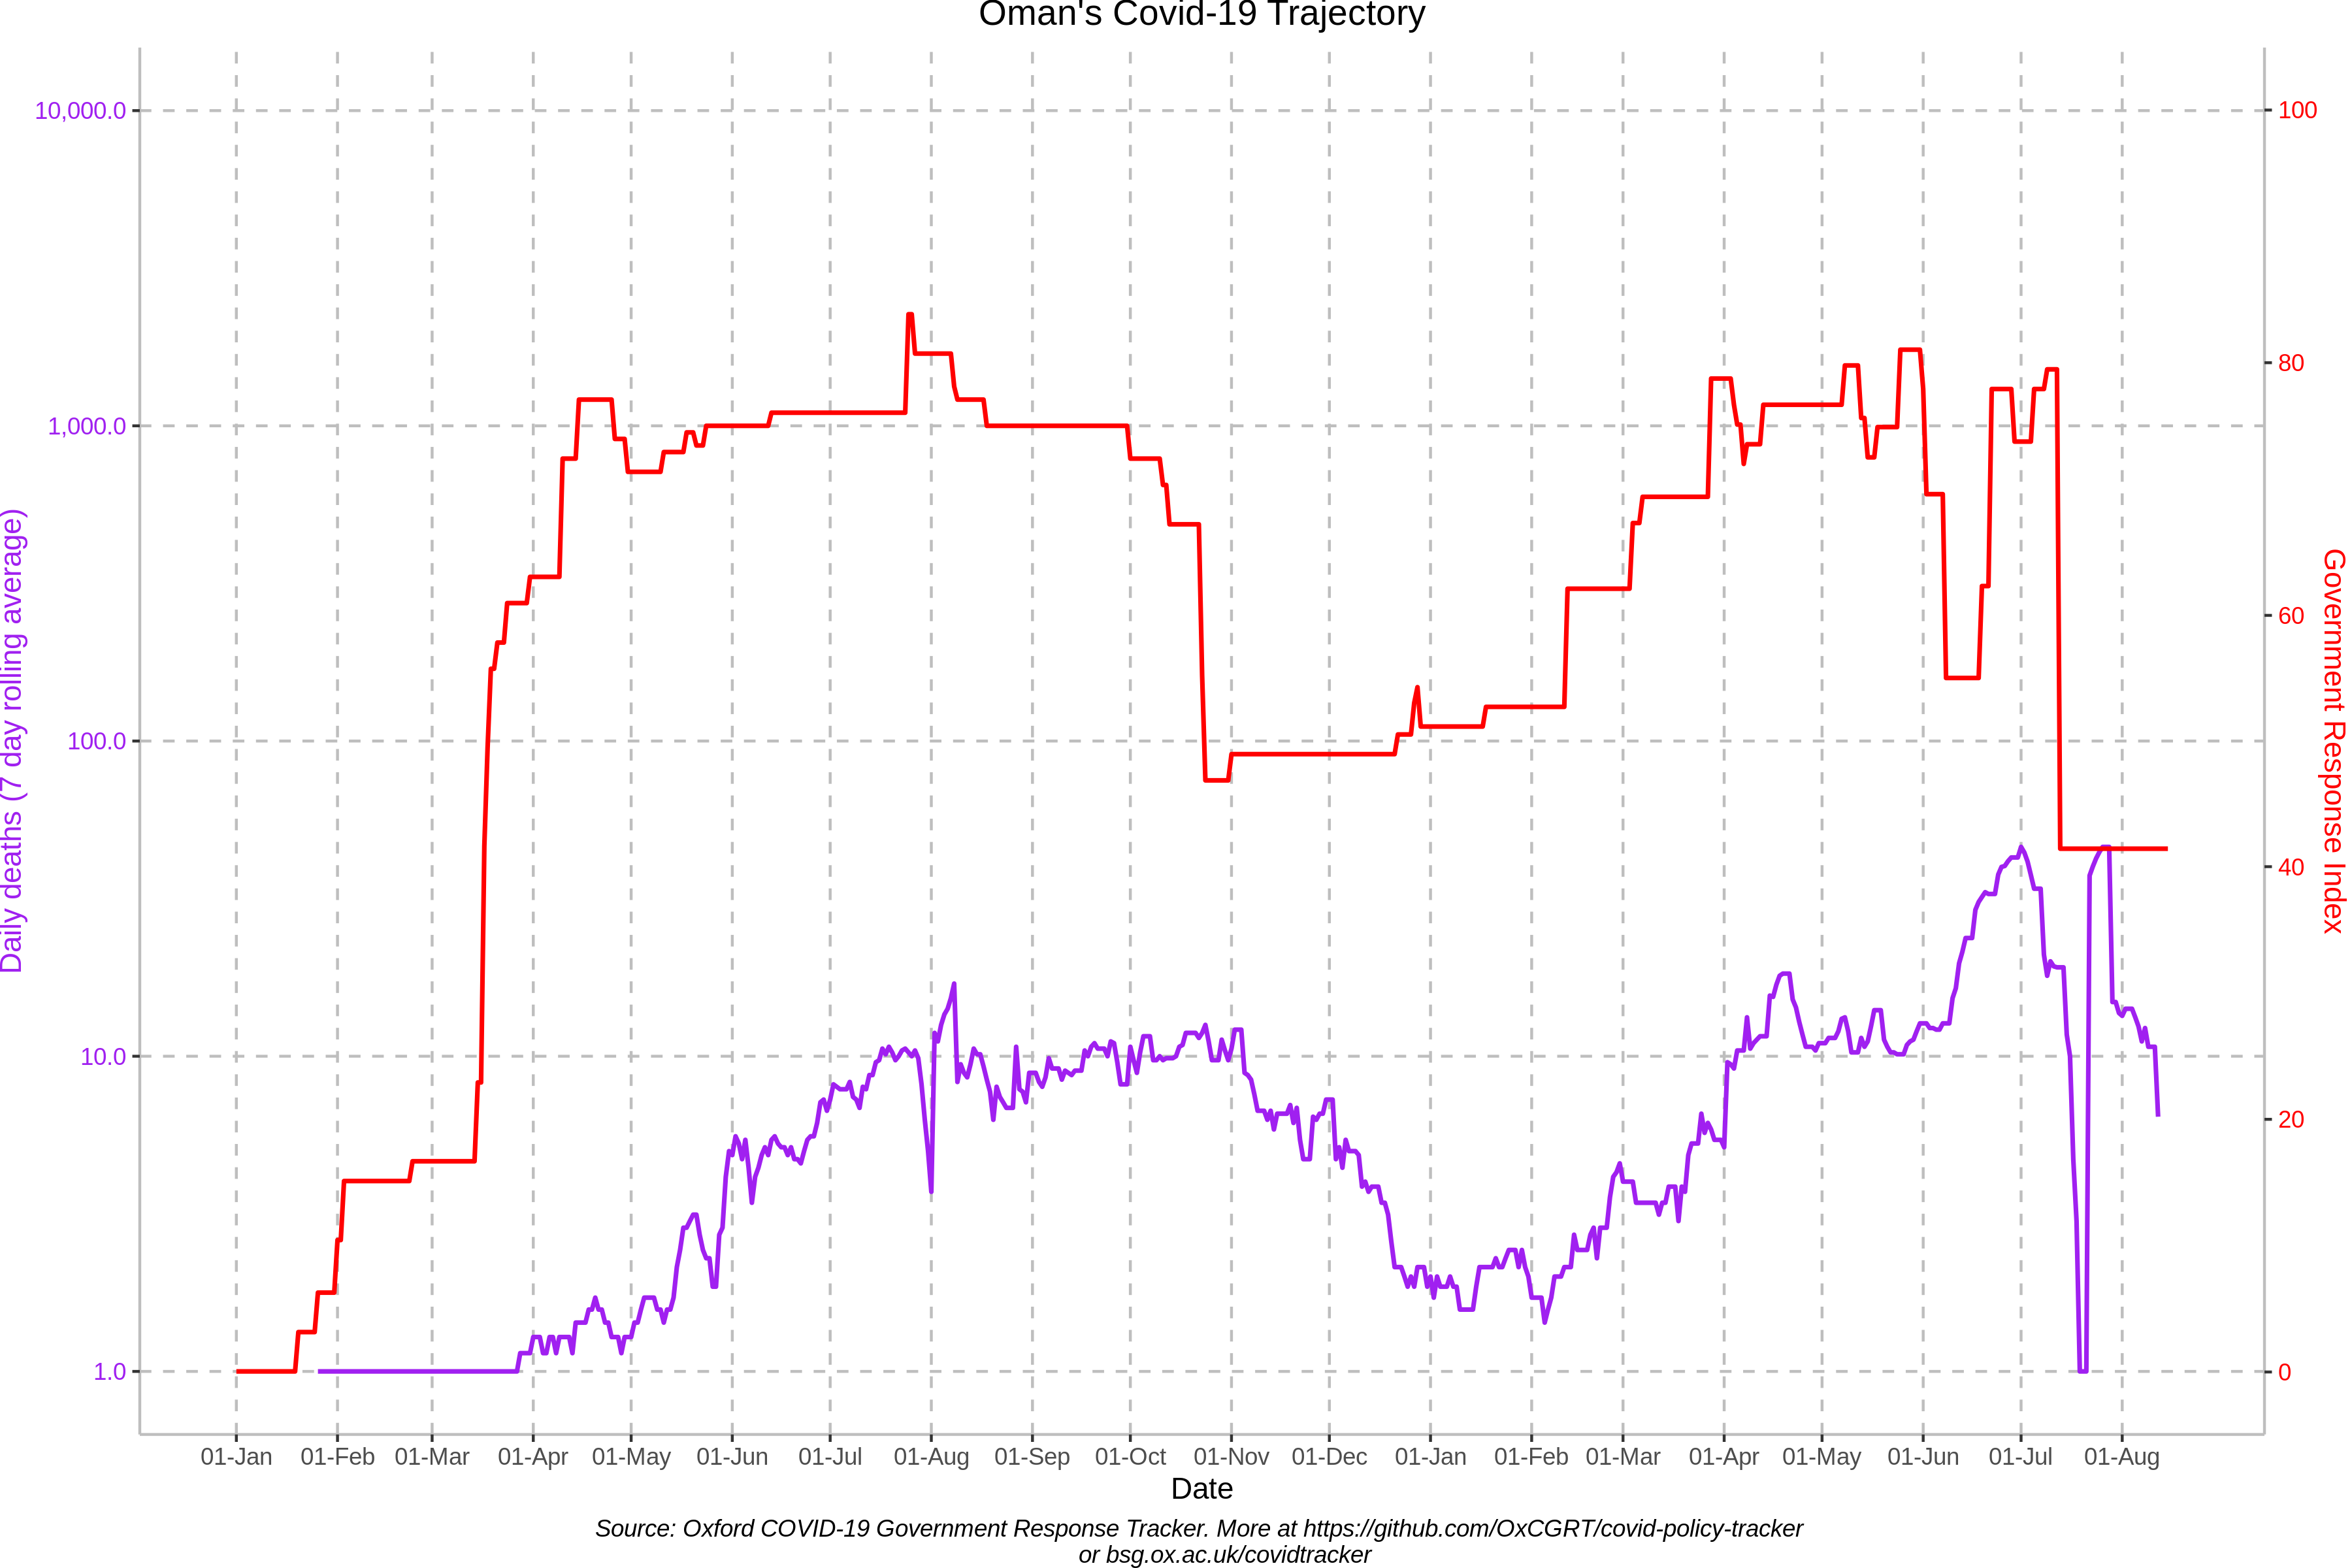 Oman's Covid-19 Trajectory
Daily deaths (7 day rolling average)
10,000.0
1,000.0
100.0
10.0
1.0
100
80
60
40
20
0
Government Response Index
01-Jan 01-Feb 01-Mar 01-Apr 01-May 01-Jun 01-Jul 01-Aug 01-Sep 01-Oct 01-Nov 01-Dec 01-Jan 01-Feb 01-Mar 01-Apr 01-May 01-Jun 01-Jul 01-Aug
Date
Source: Oxford COVID-19 Government Response Tracker. More at https://github.com/OxCGRT/covid-policy-tracker
or bsg.ox.ac.uk/covidtracker